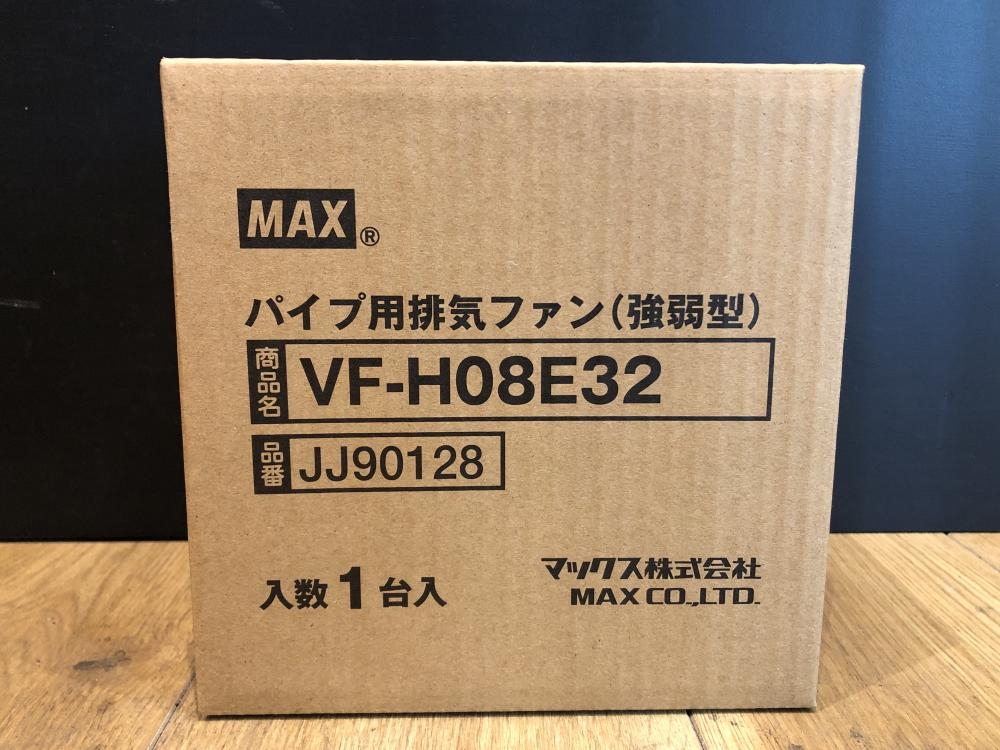 MAX®
パイプ用排気ファン(強弱型)
商品名 VF-H08E32
品番 JJ90128
入数1台入
マックス株式会社
MAX CO.,LTD.